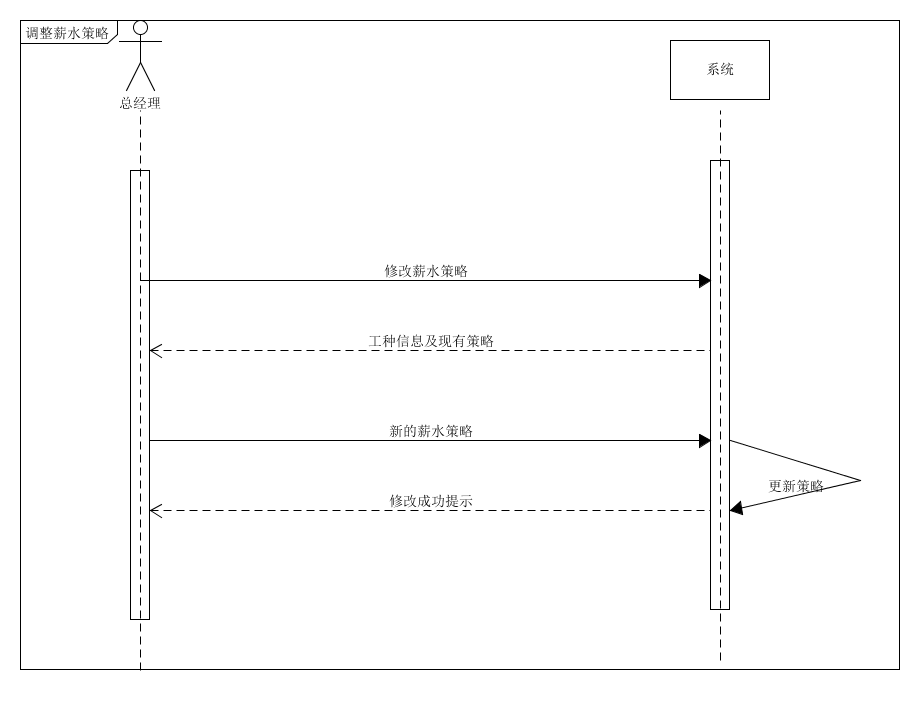 调整薪水策略
总经理
系统
修改薪水策略
工种信息及现有策略
新的薪水策略
更新策略
修改成功提示